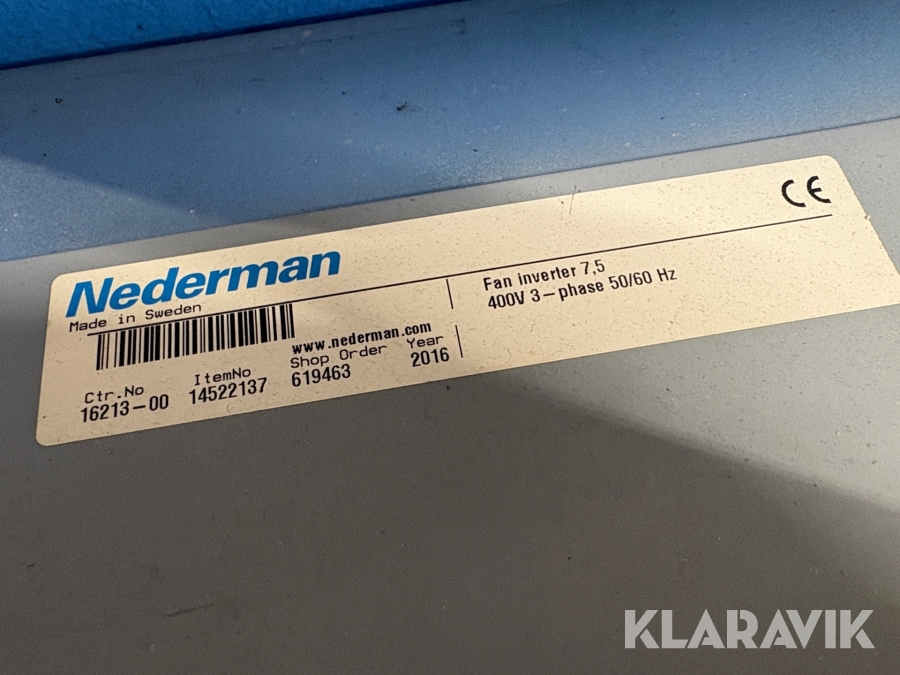 CE
Nederman
Made in Sweden
Fan inverter 7,5
400V 3-phase 50/60 Hz
www.nederman.com
Ctr.No ItemNo Shop Order Year
16213-00 14522137 619463 2016
KLARAVIK